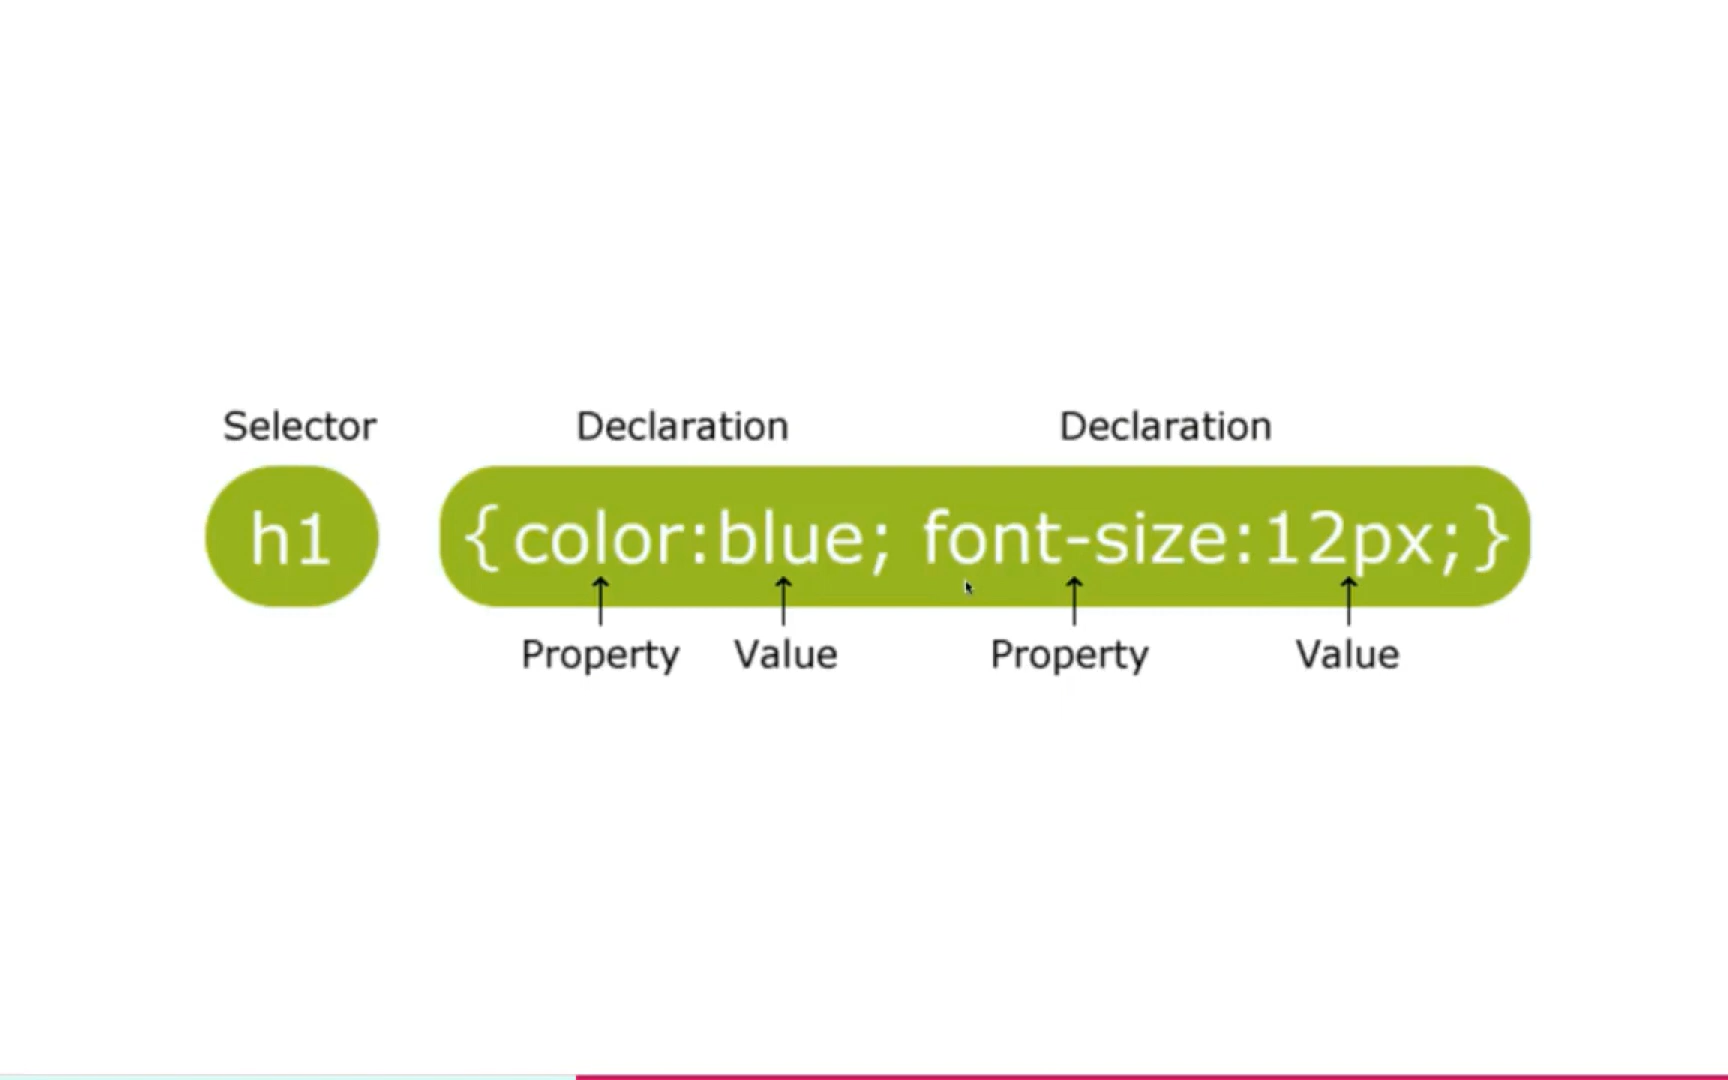 Selector Declaration Declaration
h1 {color:blue; font-size:12px;}
Property Value Property Value